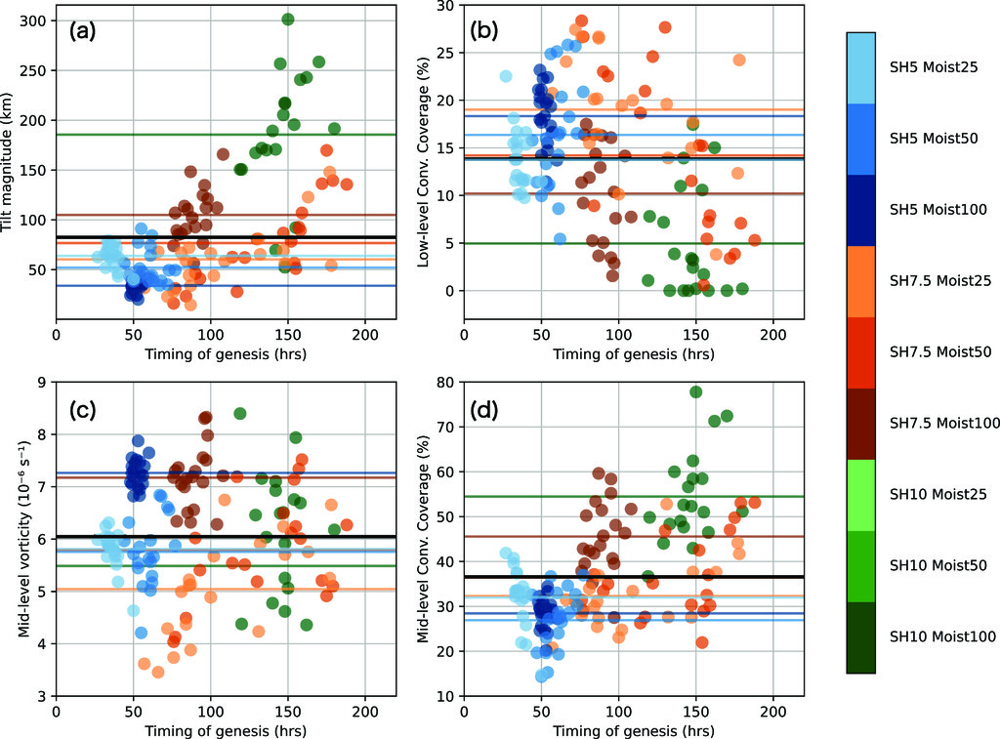 (a)
300
250
200
150
100
50
Tilt magnitude (km)
0 50 100 150 200
Timing of genesis (hrs)
(b)
30
25
20
15
10
5
0
Low-level Conv. Coverage (%)
0 50 100 150 200
Timing of genesis (hrs)
(c)
9
8
7
6
5
4
3
Mid-level vorticity (10⁻⁶ s⁻¹)
0 50 100 150 200
Timing of genesis (hrs)
(d)
80
70
60
50
40
30
20
10
Mid-level Conv. Coverage (%)
0 50 100 150 200
Timing of genesis (hrs)
SH5 Moist25
SH5 Moist50
SH5 Moist100
SH7.5 Moist25
SH7.5 Moist50
SH7.5 Moist100
SH10 Moist25
SH10 Moist50
SH10 Moist100